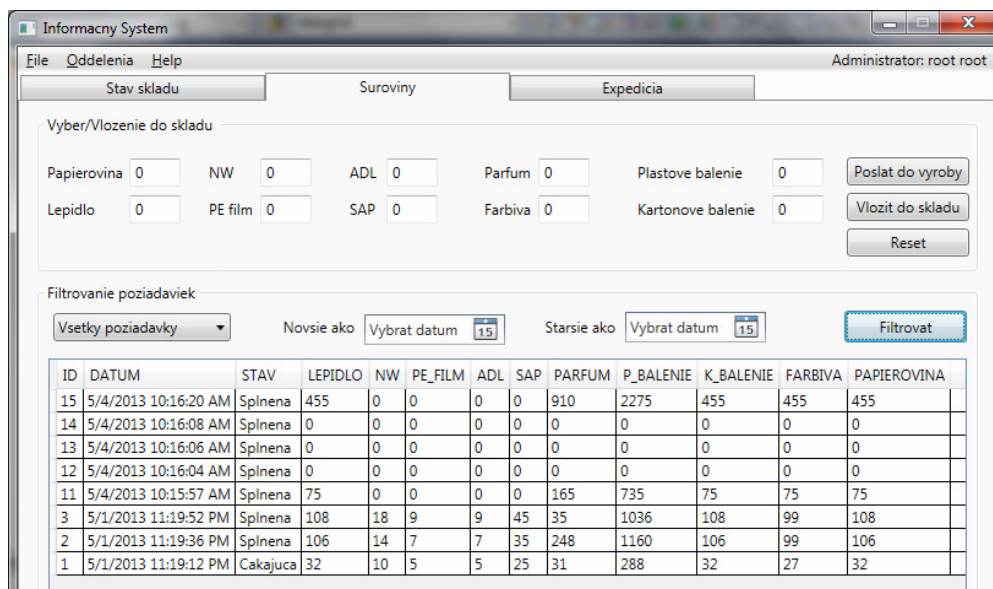 Informacny System
File Oddelenia Help Administrator: root root
Stav skladu Suroviny Expedicia
Vyber/Vlozenie do skladu
Papierovina 0 NW 0 ADL 0 Parfum 0 Plastove balenie 0 Poslat do vyroby
Lepidlo 0 PE film 0 SAP 0 Farbiva 0 Kartonove balenie 0 Vlozit do skladu
Reset
Filtrovanie poziadaviek
Vsetky poziadavky Novsie ako Vybrat datum 15 Starsie ako Vybrat datum 15 Filtrovat
ID DATUM STAV LEPIDLO NW PE_FILM ADL SAP PARFUM P_BALENIE K_BALENIE FARBIVA PAPIEROVINA
15 5/4/2013 10:16:20 AM Splnena 455 0 0 0 0 910 2275 455 455 455
14 5/4/2013 10:16:08 AM Splnena 0 0 0 0 0 0 0 0 0 0
13 5/4/2013 10:16:06 AM Splnena 0 0 0 0 0 0 0 0 0 0
12 5/4/2013 10:16:04 AM Splnena 0 0 0 0 0 0 0 0 0 0
11 5/4/2013 10:15:57 AM Splnena 75 0 0 0 0 165 735 75 75 75
3 5/1/2013 11:19:52 PM Splnena 108 18 9 9 45 35 1036 108 99 108
2 5/1/2013 11:19:36 PM Splnena 106 14 7 7 35 248 1160 106 99 106
1 5/1/2013 11:19:12 PM Cakajuca 32 10 5 5 25 31 288 32 27 32